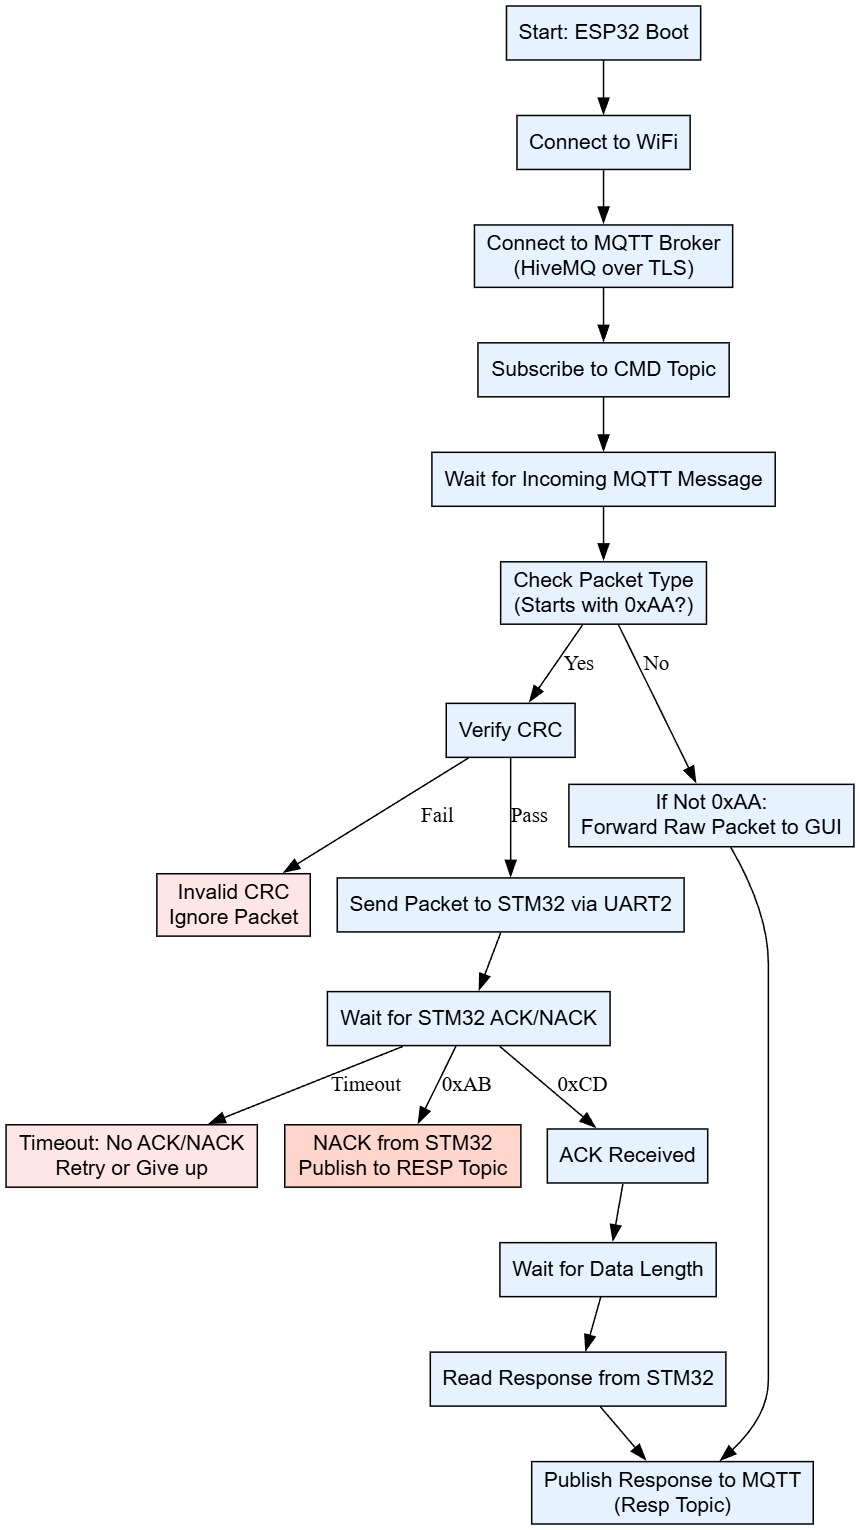 Start: ESP32 Boot
Connect to WiFi
Connect to MQTT Broker
(HiveMQ over TLS)
Subscribe to CMD Topic
Wait for Incoming MQTT Message
Check Packet Type
(Starts with 0xAA?)
Yes
No
Verify CRC
If Not 0xAA:
Forward Raw Packet to GUI
Fail
Pass
Invalid CRC
Ignore Packet
Send Packet to STM32 via UART2
Wait for STM32 ACK/NACK
Timeout
0xAB
0xCD
Timeout: No ACK/NACK
Retry or Give up
NACK from STM32
Publish to RESP Topic
ACK Received
Wait for Data Length
Read Response from STM32
Publish Response to MQTT
(Resp Topic)